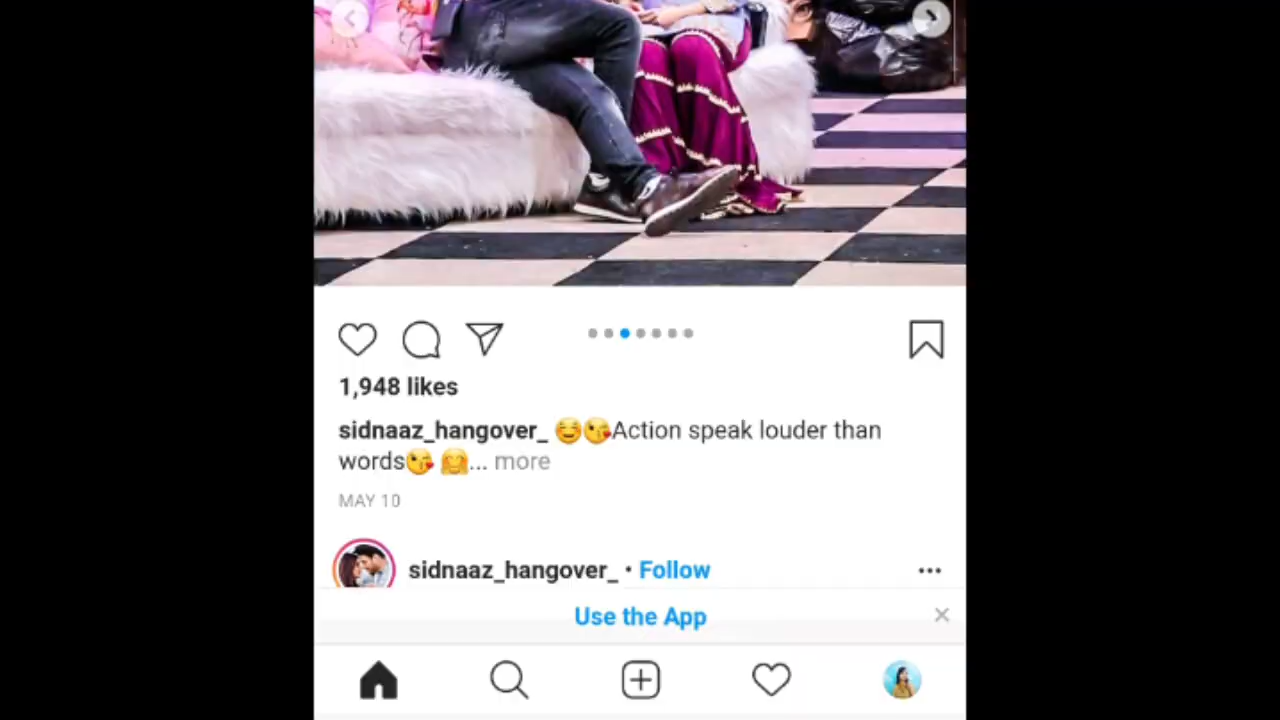 1,948 likes
sidnaaz_hangover_ ☺️😘Action speak louder than
words😘 🤗... more
MAY 10
sidnaaz_hangover_ • Follow
Use the App